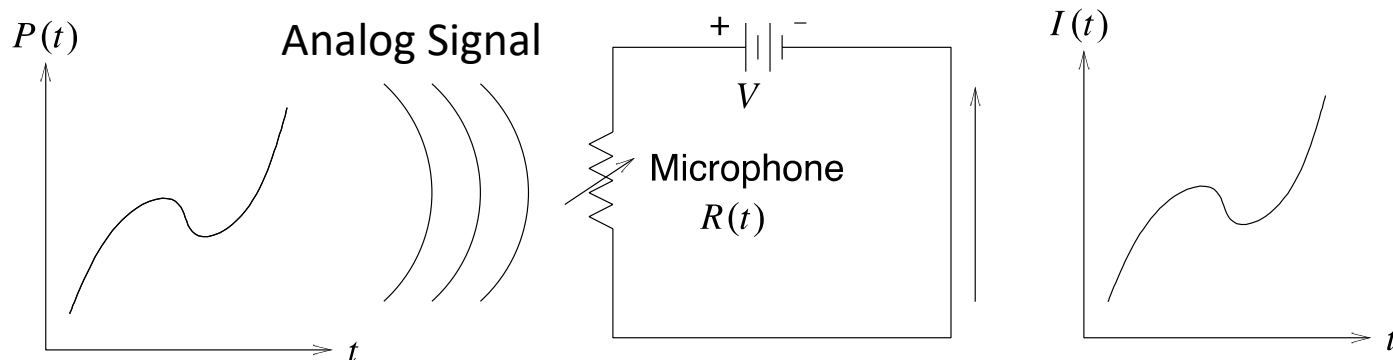 P(t)
Analog Signal
+ −
V
Microphone
R(t)
t
I(t)
t